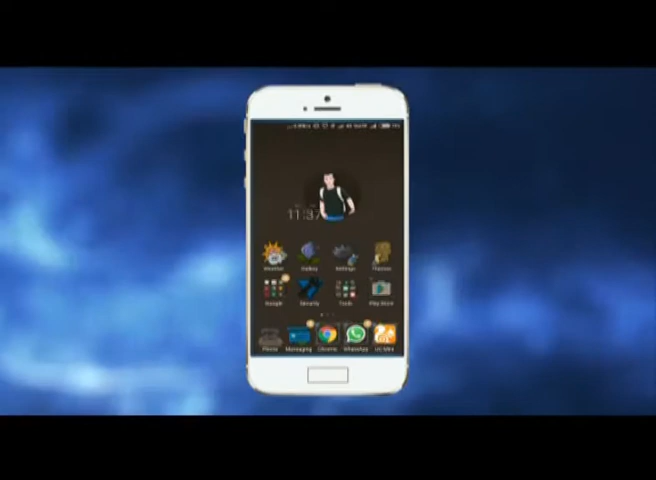 11:37
Weather Gallery Settings Themes
Google Security Tools Play Store
Phone Messaging Chrome WhatsApp UC Mini